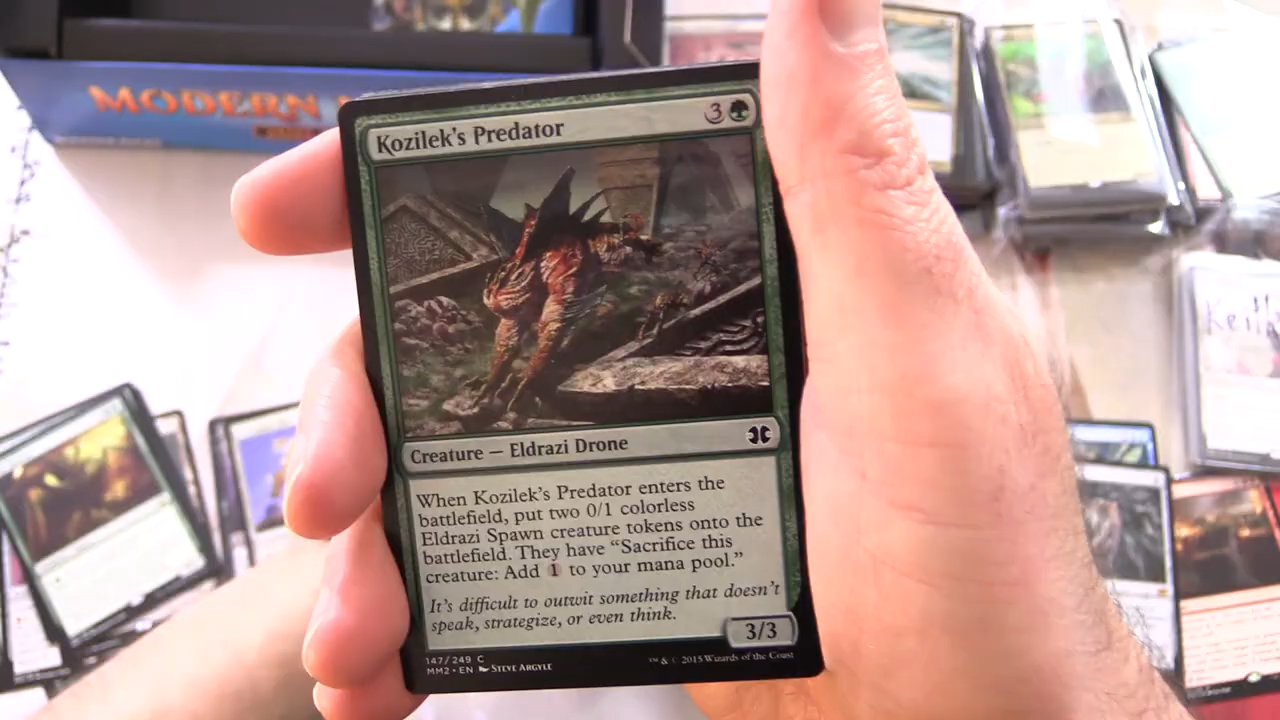 MODERN
Kozilek's Predator
3
Creature — Eldrazi Drone
When Kozilek's Predator enters the
battlefield, put two 0/1 colorless
Eldrazi Spawn creature tokens onto the
battlefield. They have “Sacrifice this
creature: Add 1 to your mana pool.”
It's difficult to outwit something that doesn't
speak, strategize, or even think.
3/3
147/249 C
MM2 • EN Steve Argyle
™ & © 2015 Wizards of the Coast